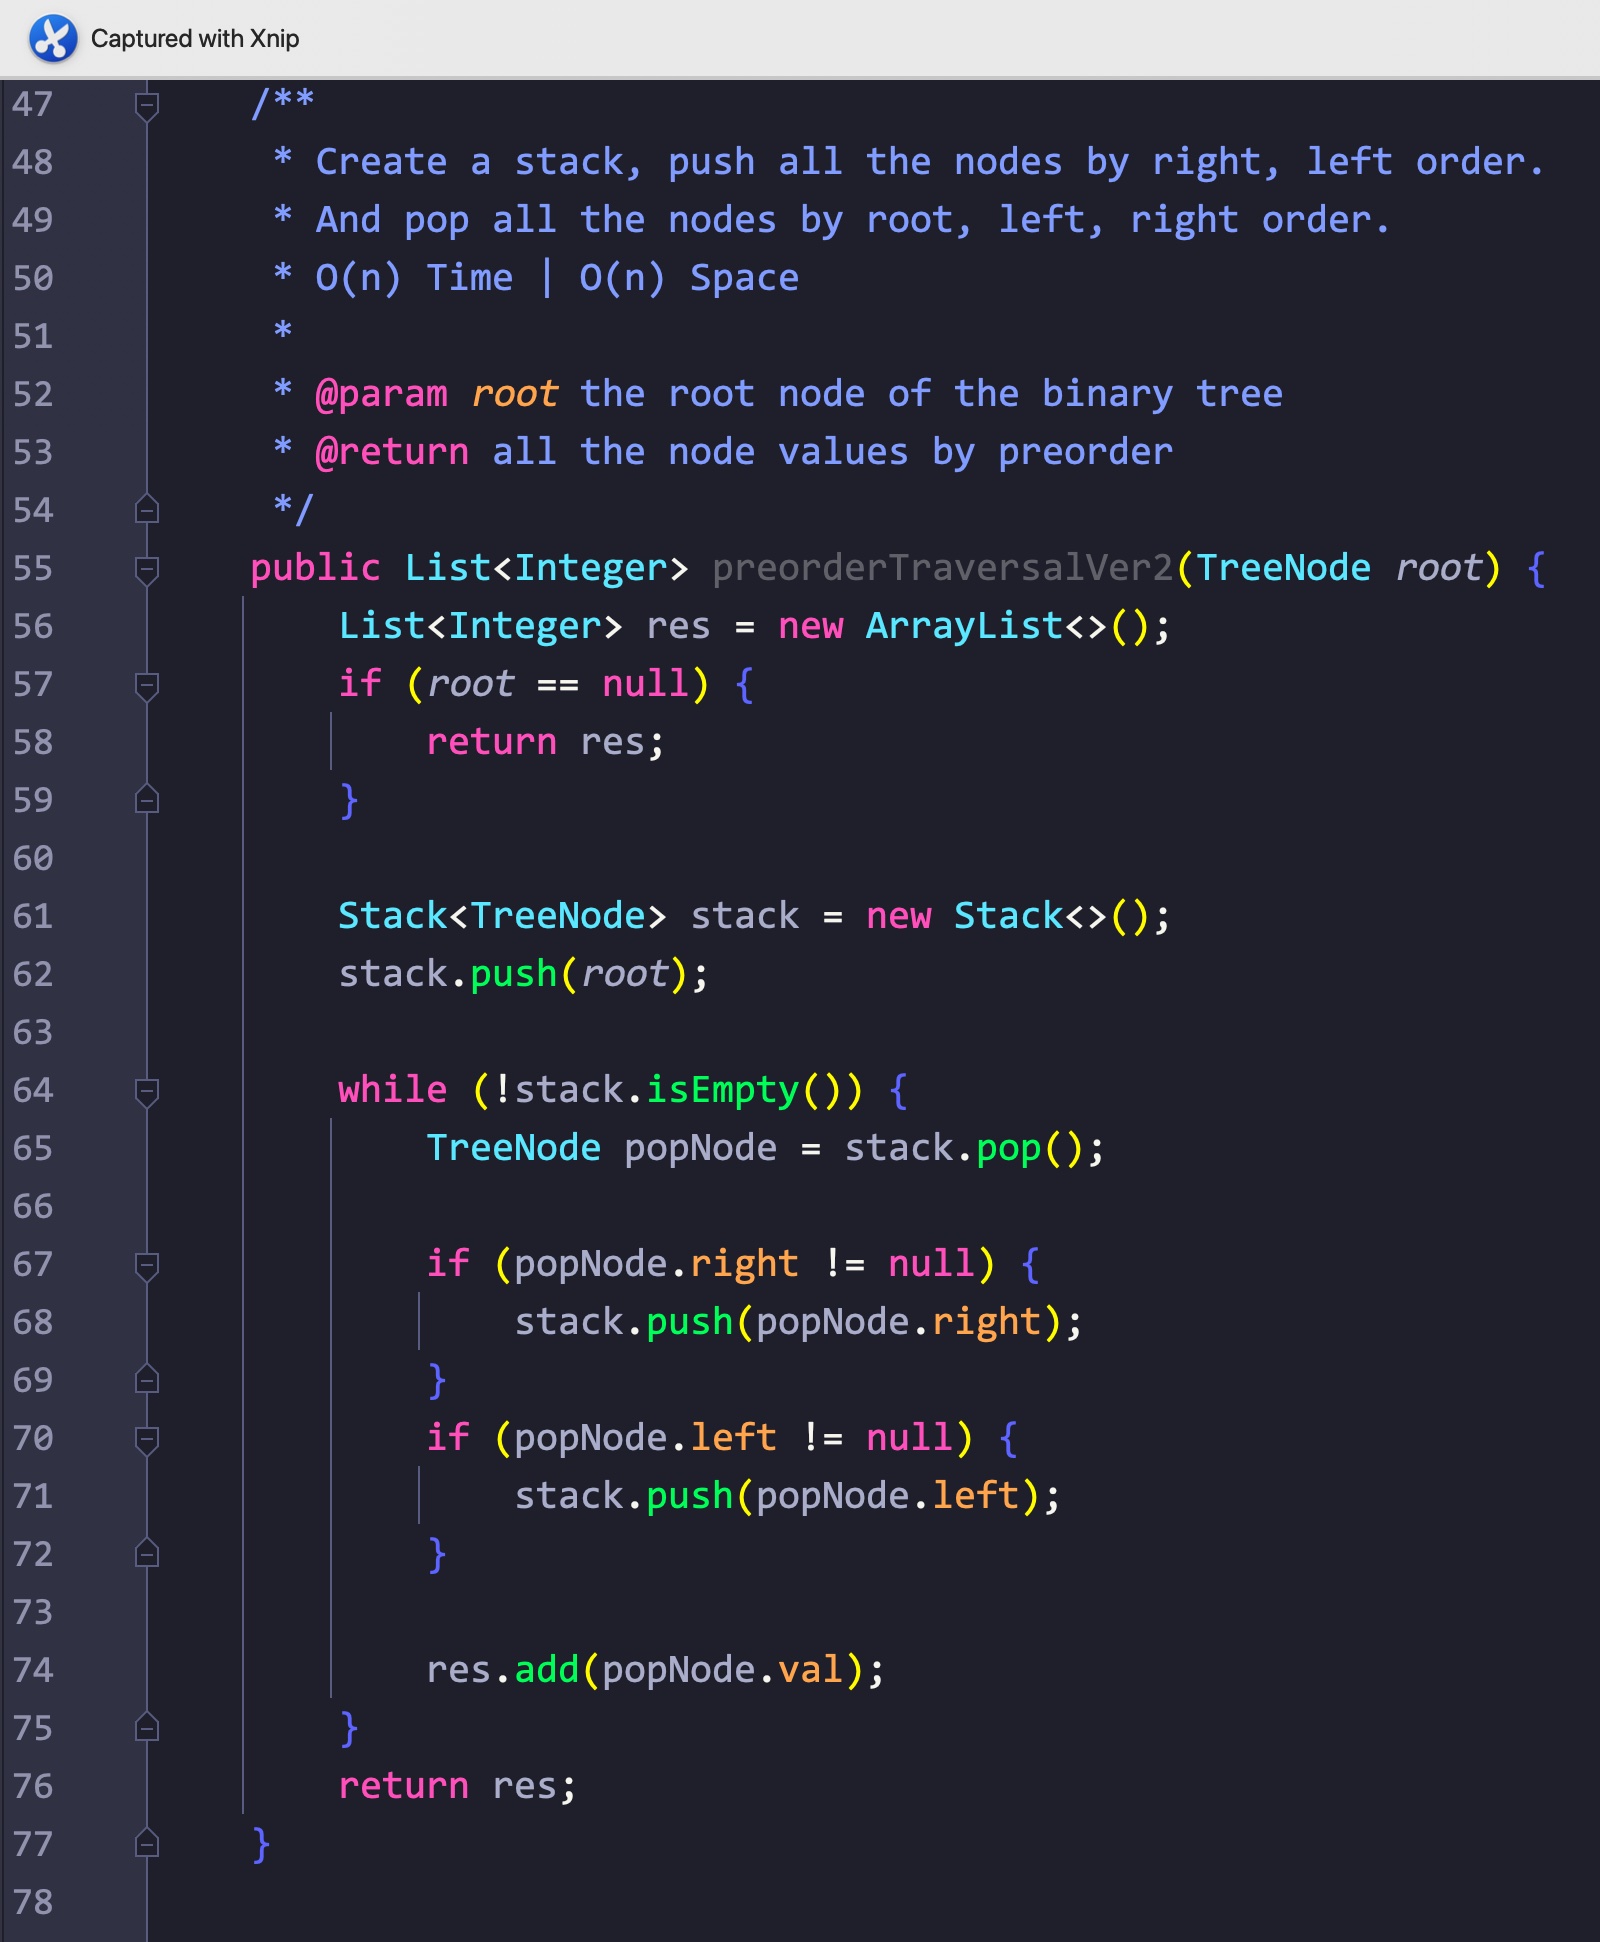 Captured with Xnip
47 /**
48 * Create a stack, push all the nodes by right, left order.
49 * And pop all the nodes by root, left, right order.
50 * O(n) Time | O(n) Space
51 *
52 * @param root the root node of the binary tree
53 * @return all the node values by preorder
54 */
55 public List<Integer> preorderTraversalVer2(TreeNode root) {
56 List<Integer> res = new ArrayList<>();
57 if (root == null) {
58 return res;
59 }
60
61 Stack<TreeNode> stack = new Stack<>();
62 stack.push(root);
63
64 while (!stack.isEmpty()) {
65 TreeNode popNode = stack.pop();
66
67 if (popNode.right != null) {
68 stack.push(popNode.right);
69 }
70 if (popNode.left != null) {
71 stack.push(popNode.left);
72 }
73
74 res.add(popNode.val);
75 }
76 return res;
77 }
78